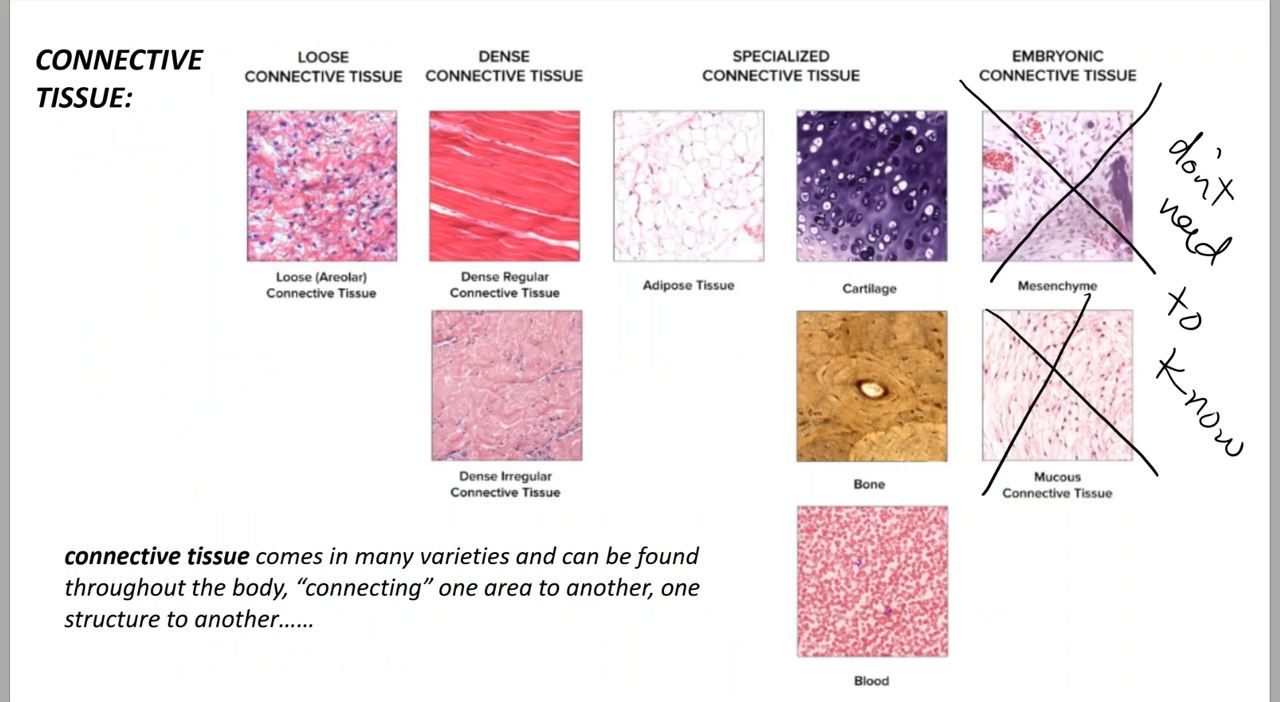 CONNECTIVE
TISSUE:
LOOSE
CONNECTIVE TISSUE
DENSE
CONNECTIVE TISSUE
SPECIALIZED
CONNECTIVE TISSUE
EMBRYONIC
CONNECTIVE TISSUE
Loose (Areolar)
Connective Tissue
Dense Regular
Connective Tissue
Adipose Tissue
Cartilage
Mesenchyme
Dense Irregular
Connective Tissue
Bone
Mucous
Connective Tissue
Blood
don't
need
to
know
connective tissue comes in many varieties and can be found
throughout the body, “connecting” one area to another, one
structure to another……